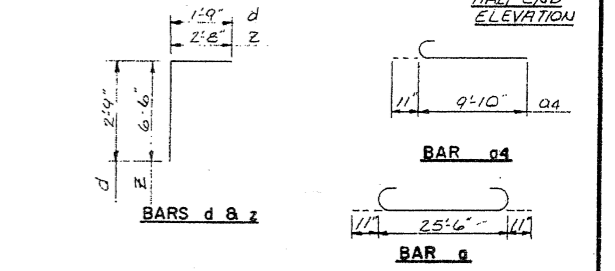 HALF END
ELEVATION
1'-9" d
2'-8" z
2'-9"
6'-6"
d
z
BARS d & z
11" 9'-10" a4
BAR a4
11" 25'-6" 11"
BAR a